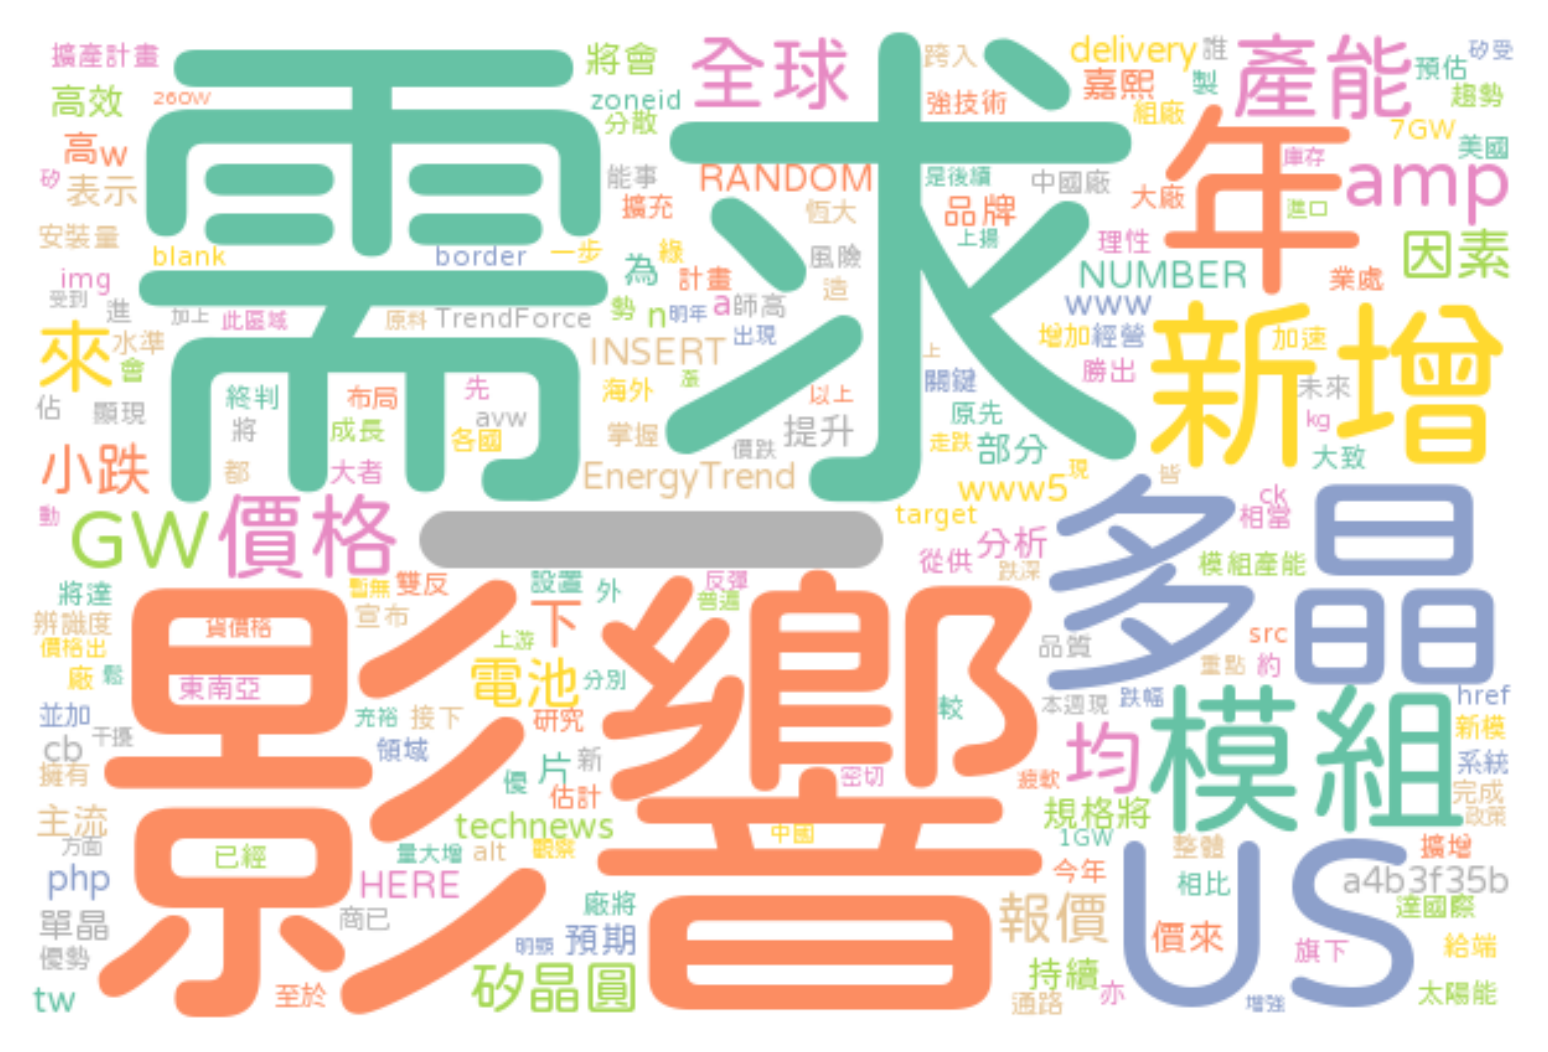 擴產計畫
將會
全球
跨入
delivery
誰
產能
矽受
預估
高效
260W
zoneid
強技術
嘉熙
製
趨勢
需求
分散
組廠
年
7GW
美國
高w
庫存
矽
表示
能事
RANDOM
是後續
中國廠
大廠
amp
擴充
恆大
品牌
進口
安裝量
blank
border
一步
綠
上揚
理性
因素
風險
img
為
計畫
NUMBER
業處
受到
進
造
加上
此區域
原料
TrendForce
勢
n
明年
a
師高
www
新增
來
水準
會
INSERT
出現
增加
經營
加速
上
勝出
終判
布局
先
海外
漲
以上
關鍵
未來
佔
顯現
將
成長
avw
各國
掌握
價跌
提升
原先
走跌
部分
kg
大致
小跌
都
大者
EnergyTrend
www5
現
皆
多晶
動
GW
價格
一
target
ck
相當
從供
分析
跌深
模組產能
將達
暫無
雙反
設置
外
反彈
普遍
辨識度
貨價格
宣布
下
影響
價格出
上游
品質
src
廠
鬆
東南亞
電池
分別
重點
約
並加
充裕
接下
研究
較
本週現
跌幅
模組
href
新模
cb
干擾
領域
片
新
均
系統
擁有
優
估計
密切
疲軟
完成
主流
technews
中國
規格將
政策
方面
已經
量大增
alt
觀察
1GW
整體
擴增
php
HERE
今年
相比
US
a4b3f35b
單晶
商已
廠將
報價
達國際
優勢
明顯
預期
價來
旗下
給端
tw
至於
矽晶圓
持續
通路
亦
增強
太陽能